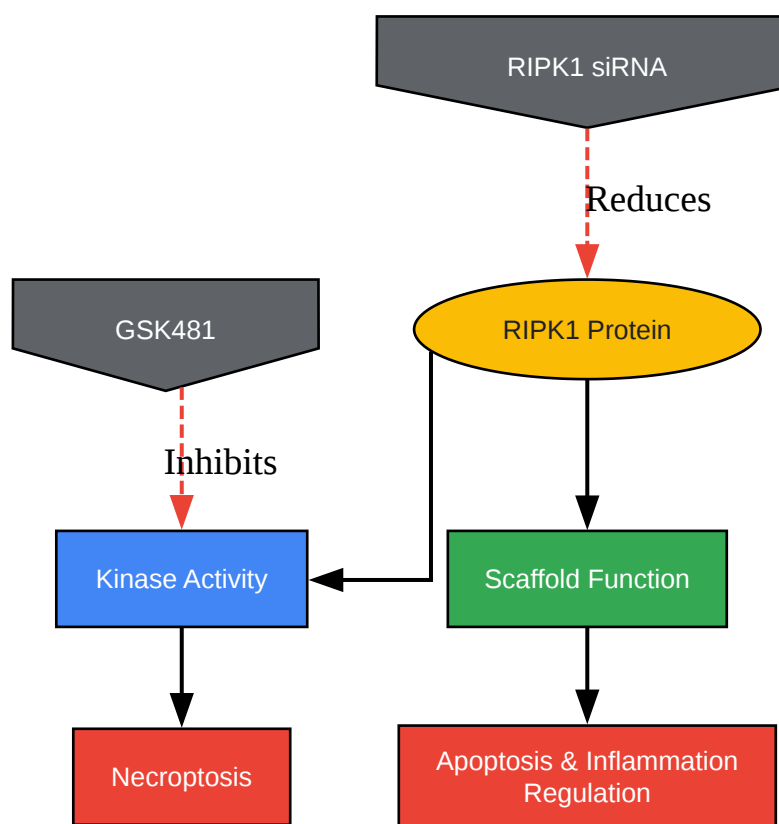 RIPK1 siRNA
Reduces
GSK481
RIPK1 Protein
Inhibits
Kinase Activity
Scaffold Function
Necroptosis
Apoptosis & Inflammation
Regulation